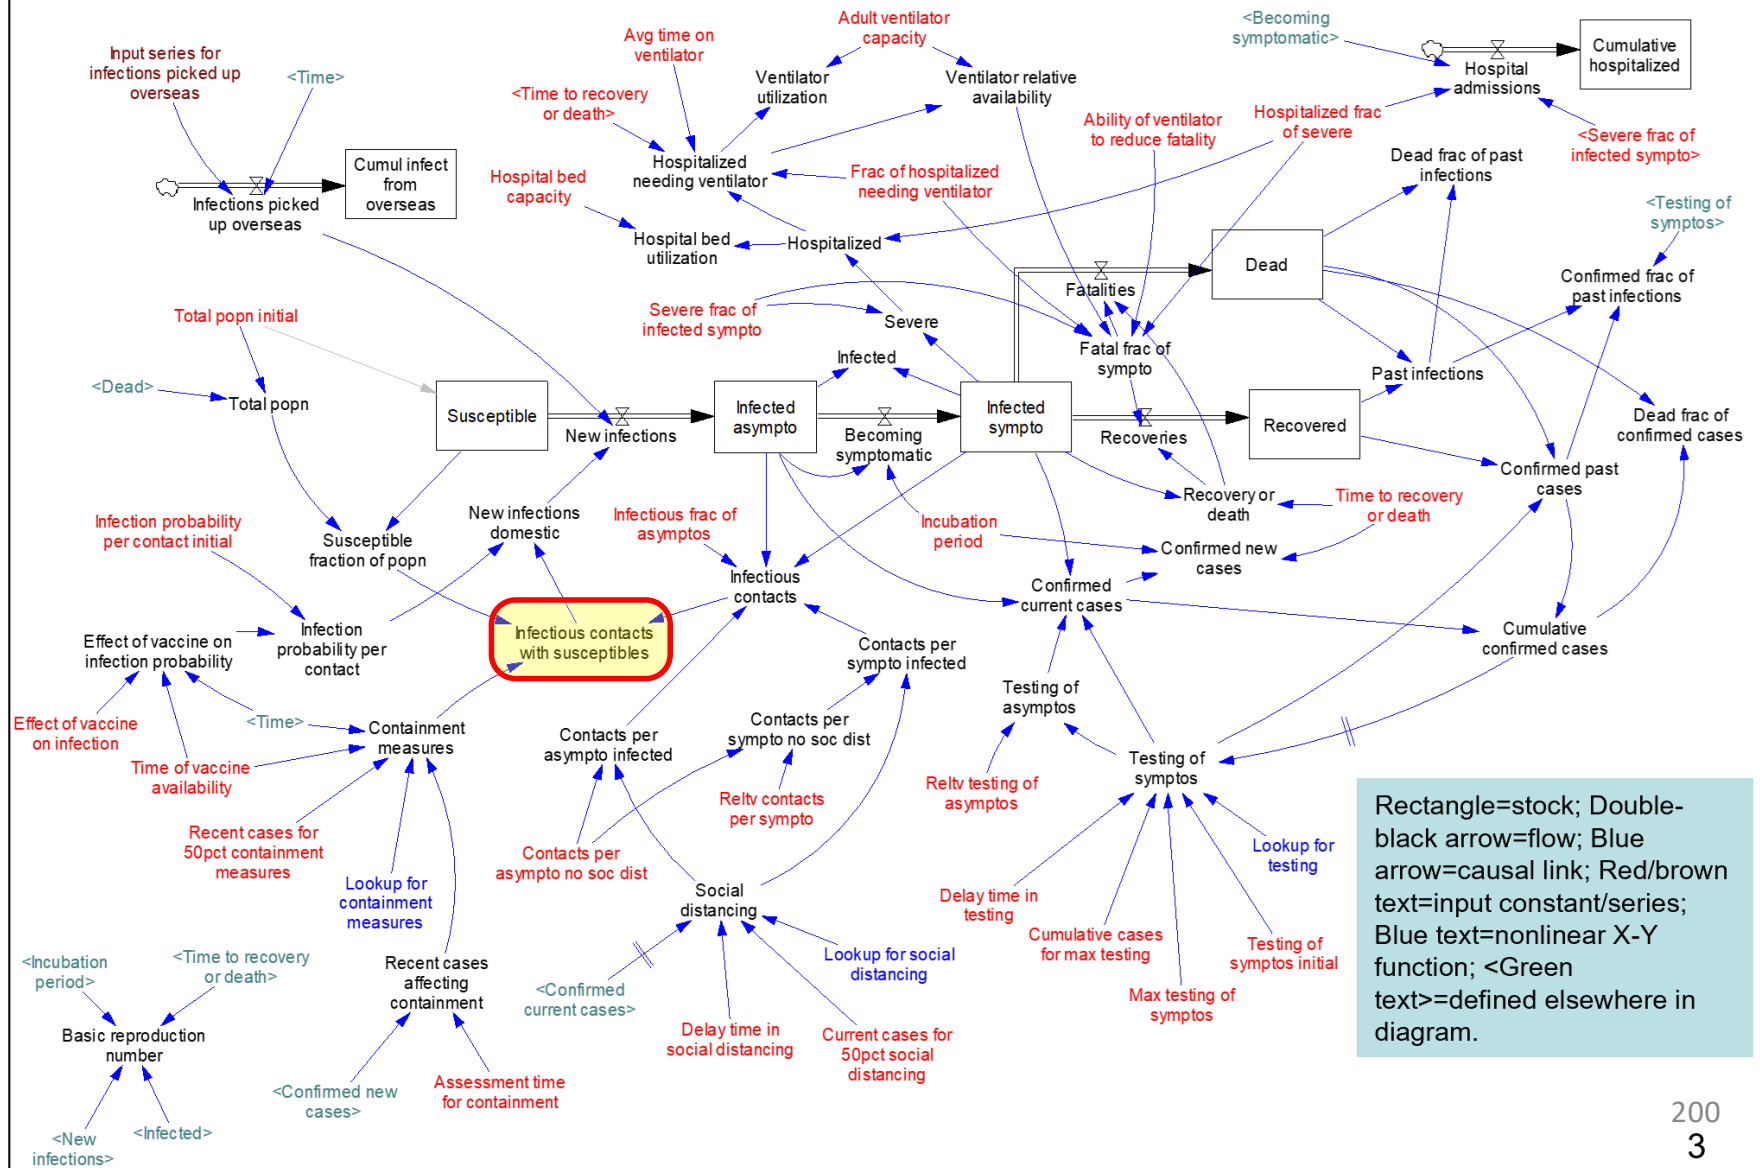 Input series for
infections picked up
overseas
<Time>
Infections picked
up overseas
Cumul infect
from
overseas
Avg time on
ventilator
Adult ventilator
capacity
<Time to recovery
or death>
Ventilator
utilization
Ventilator relative
availability
Hospitalized
needing ventilator
Hospital bed
capacity
Frac of hospitalized
needing ventilator
Ability of ventilator
to reduce fatality
Hospital bed
utilization
Hospitalized
<Becoming
symptomatic>
Cumulative
hospitalized
Hospital
admissions
Hospitalized frac
of severe
<Severe frac of
infected sympto>
Dead frac of past
infections
<Testing of
symptos>
Dead
Confirmed frac of
past infections
Fatalities
Severe frac of
infected sympto
Severe
Fatal frac of
sympto
Past infections
Total popn initial
<Dead>
Total popn
Susceptible
New infections
Infected
Infected
asympto
Becoming
symptomatic
Infected
sympto
Recoveries
Recovered
Dead frac of
confirmed cases
Confirmed past
cases
Recovery or
death
Time to recovery
or death
Infection probability
per contact initial
Susceptible
fraction of popn
New infections
domestic
Infectious frac of
asymptos
Incubation
period
Confirmed new
cases
Infectious
contacts
Confirmed
current cases
Effect of vaccine on
infection probability
Infection
probability per
contact
Infectious contacts
with susceptibles
Contacts per
sympto infected
Cumulative
confirmed cases
Testing of
asymptos
Effect of vaccine
on infection
<Time>
Containment
measures
Contacts per
asympto infected
Contacts per
sympto no soc dist
Testing of
symptos
Time of vaccine
availability
Reltv contacts
per sympto
Reltv testing of
asymptos
Recent cases for
50pct containment
measures
Contacts per
asympto no soc dist
Lookup for
testing
Lookup for
containment
measures
Social
distancing
Delay time in
testing
Cumulative cases
for max testing
Testing of
symptos initial
Max testing of
symptos
<Incubation
period>
<Time to recovery
or death>
Recent cases
affecting
containment
<Confirmed
current cases>
Lookup for social
distancing
Basic reproduction
number
Delay time in
social distancing
Current cases for
50pct social
distancing
<Confirmed new
cases>
Assessment time
for containment
<New
infections>
<Infected>
Rectangle=stock; Double-
black arrow=flow; Blue
arrow=causal link; Red/brown
text=input constant/series;
Blue text=nonlinear X-Y
function; <Green
text>=defined elsewhere in
diagram.
200
3